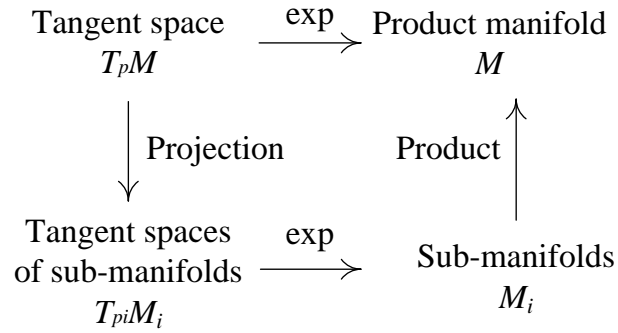 Tangent space exp Product manifold
TpM M
Projection Product
Tangent spaces exp Sub-manifolds
of sub-manifolds
TpiMi Mi